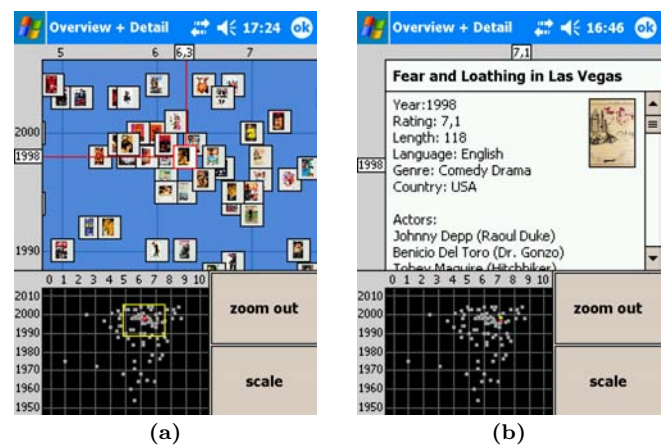 Overview + Detail 17:24 ok
5 6 6,3 7
2000
1998
1990
0 1 2 3 4 5 6 7 8 9 10
2010
2000
1990
1980
1970
1960
1950
zoom out
scale
(a)
Overview + Detail 16:46 ok
7,1
1998
Fear and Loathing in Las Vegas
Year:1998
Rating: 7,1
Length: 118
Language: English
Genre: Comedy Drama
Country: USA
Actors:
Johnny Depp (Raoul Duke)
Benicio Del Toro (Dr. Gonzo)
Tobey Maguire (Hitchhiker)
0 1 2 3 4 5 6 7 8 9 10
2010
2000
1990
1980
1970
1960
1950
zoom out
scale
(b)